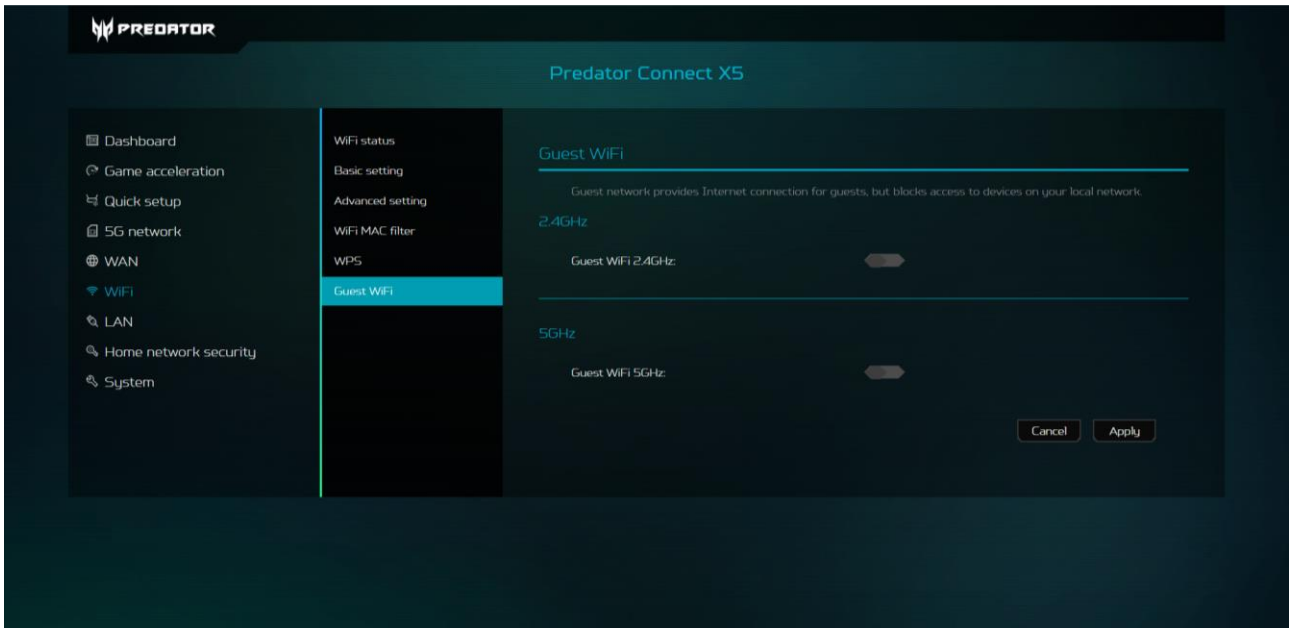 PREDATOR
Predator Connect X5
Dashboard
Game acceleration
Quick setup
5G network
WAN
WiFi
LAN
Home network security
System
WiFi status
Basic setting
Advanced setting
WiFi MAC filter
WPS
Guest WiFi
Guest WiFi
Guest network provides Internet connection for guests, but blocks access to devices on your local network.
2.4GHz
Guest WiFi 2.4GHz:
5GHz
Guest WiFi 5GHz:
Cancel Apply